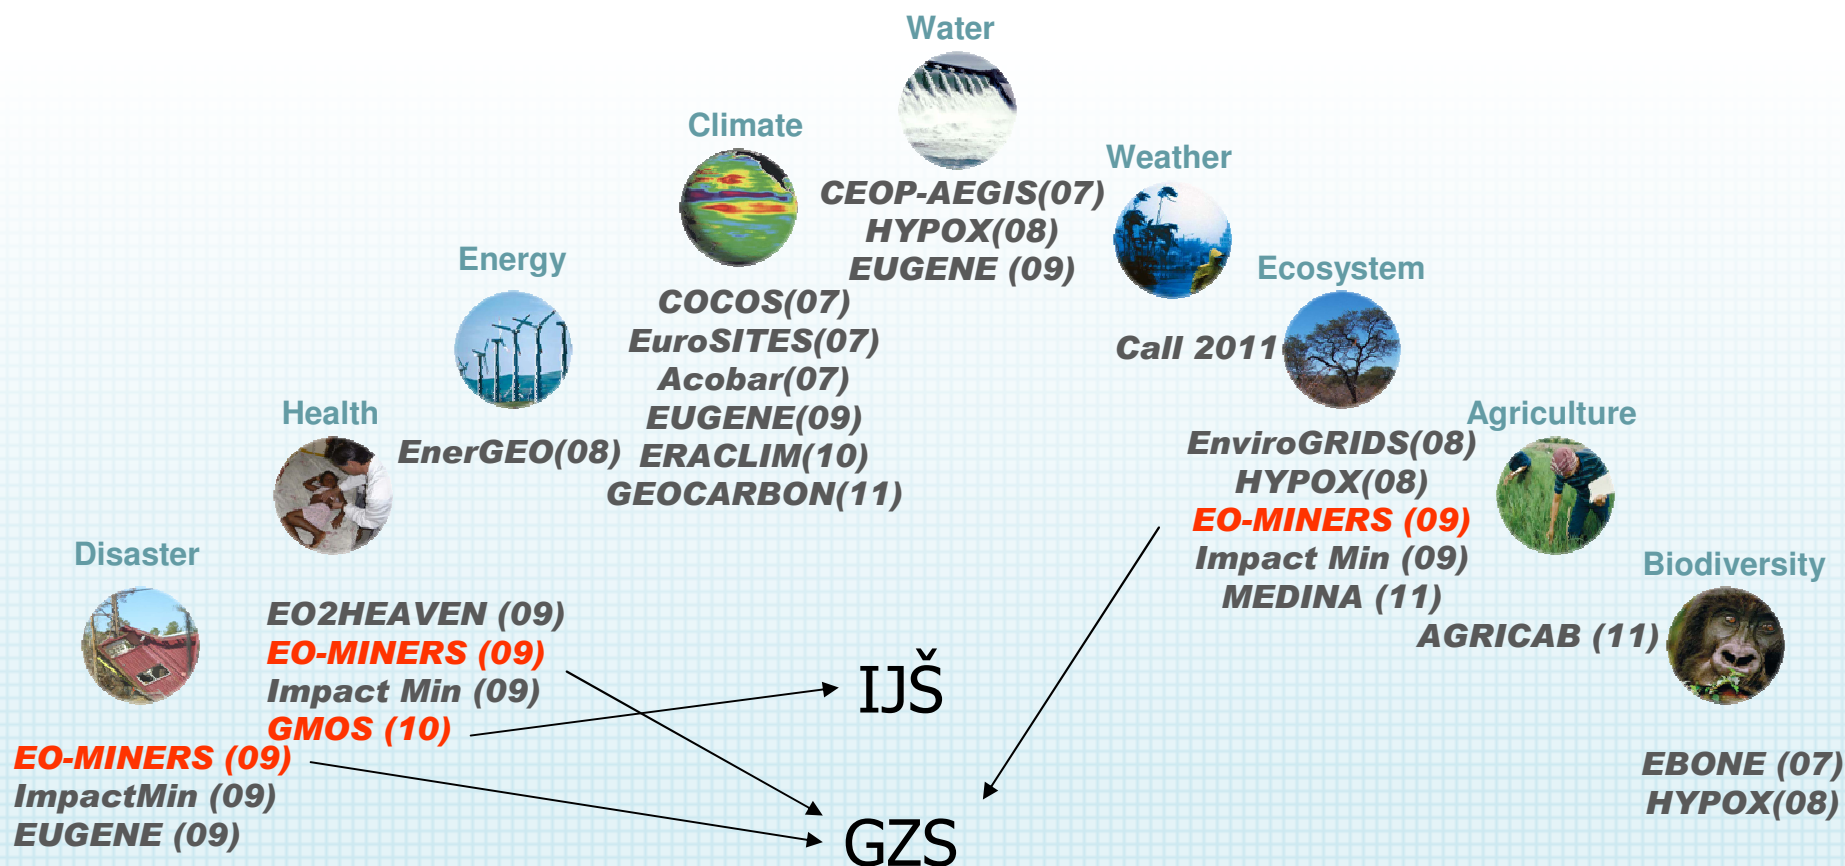 Water
Climate
CEOP-AEGIS(07)
HYPOX(08)
EUGENE (09)
Weather
Energy
COCOS(07)
EuroSITES(07)
Acobar(07)
EUGENE(09)
ERACLIM(10)
GEOCARBON(11)
Call 2011
Ecosystem
Health
EnerGEO(08)
EnviroGRIDS(08)
HYPOX(08)
EO-MINERS (09)
Impact Min (09)
MEDINA (11)
Agriculture
Disaster
EO2HEAVEN (09)
EO-MINERS (09)
Impact Min (09)
GMOS (10)
AGRICAB (11)
Biodiversity
IJŠ
EO-MINERS (09)
ImpactMin (09)
EUGENE (09)
GZS
EBONE (07)
HYPOX(08)